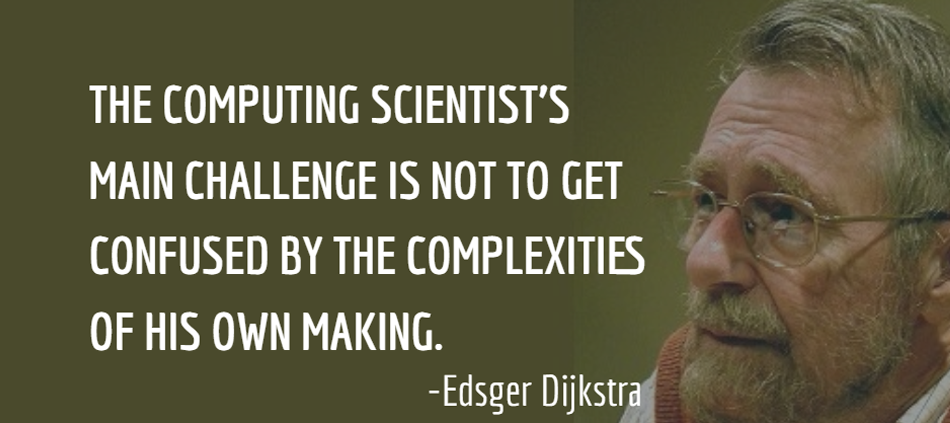 THE COMPUTING SCIENTIST'S
MAIN CHALLENGE IS NOT TO GET
CONFUSED BY THE COMPLEXITIES
OF HIS OWN MAKING.
-Edsger Dijkstra